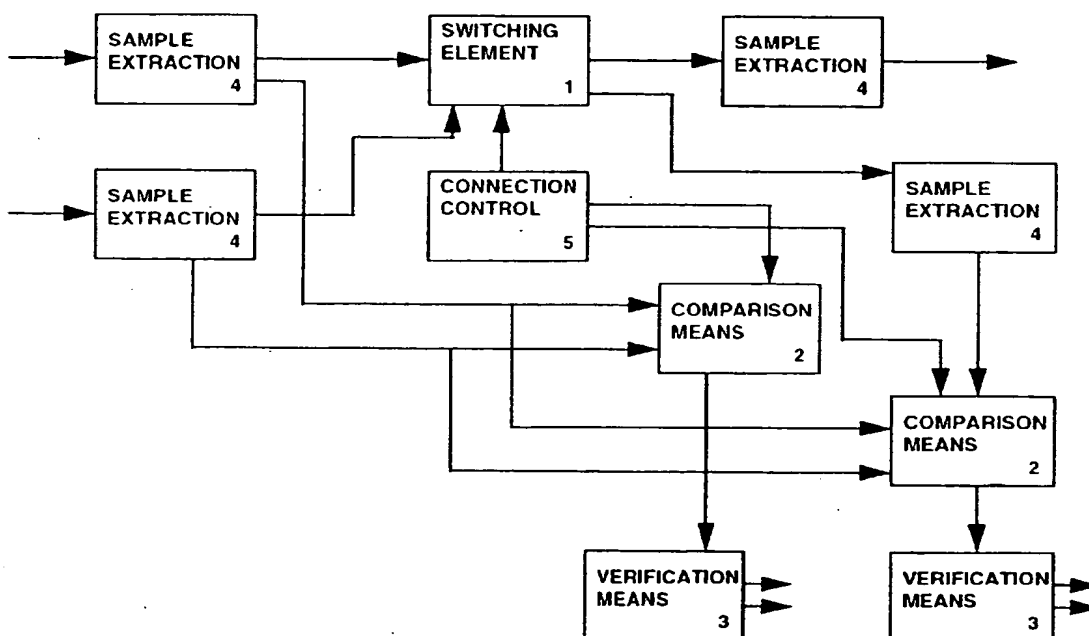 SAMPLE
EXTRACTION
4
SWITCHING
ELEMENT
1
SAMPLE
EXTRACTION
4
SAMPLE
EXTRACTION
4
CONNECTION
CONTROL
5
SAMPLE
EXTRACTION
4
COMPARISON
MEANS
2
COMPARISON
MEANS
2
VERIFICATION
MEANS
3
VERIFICATION
MEANS
3